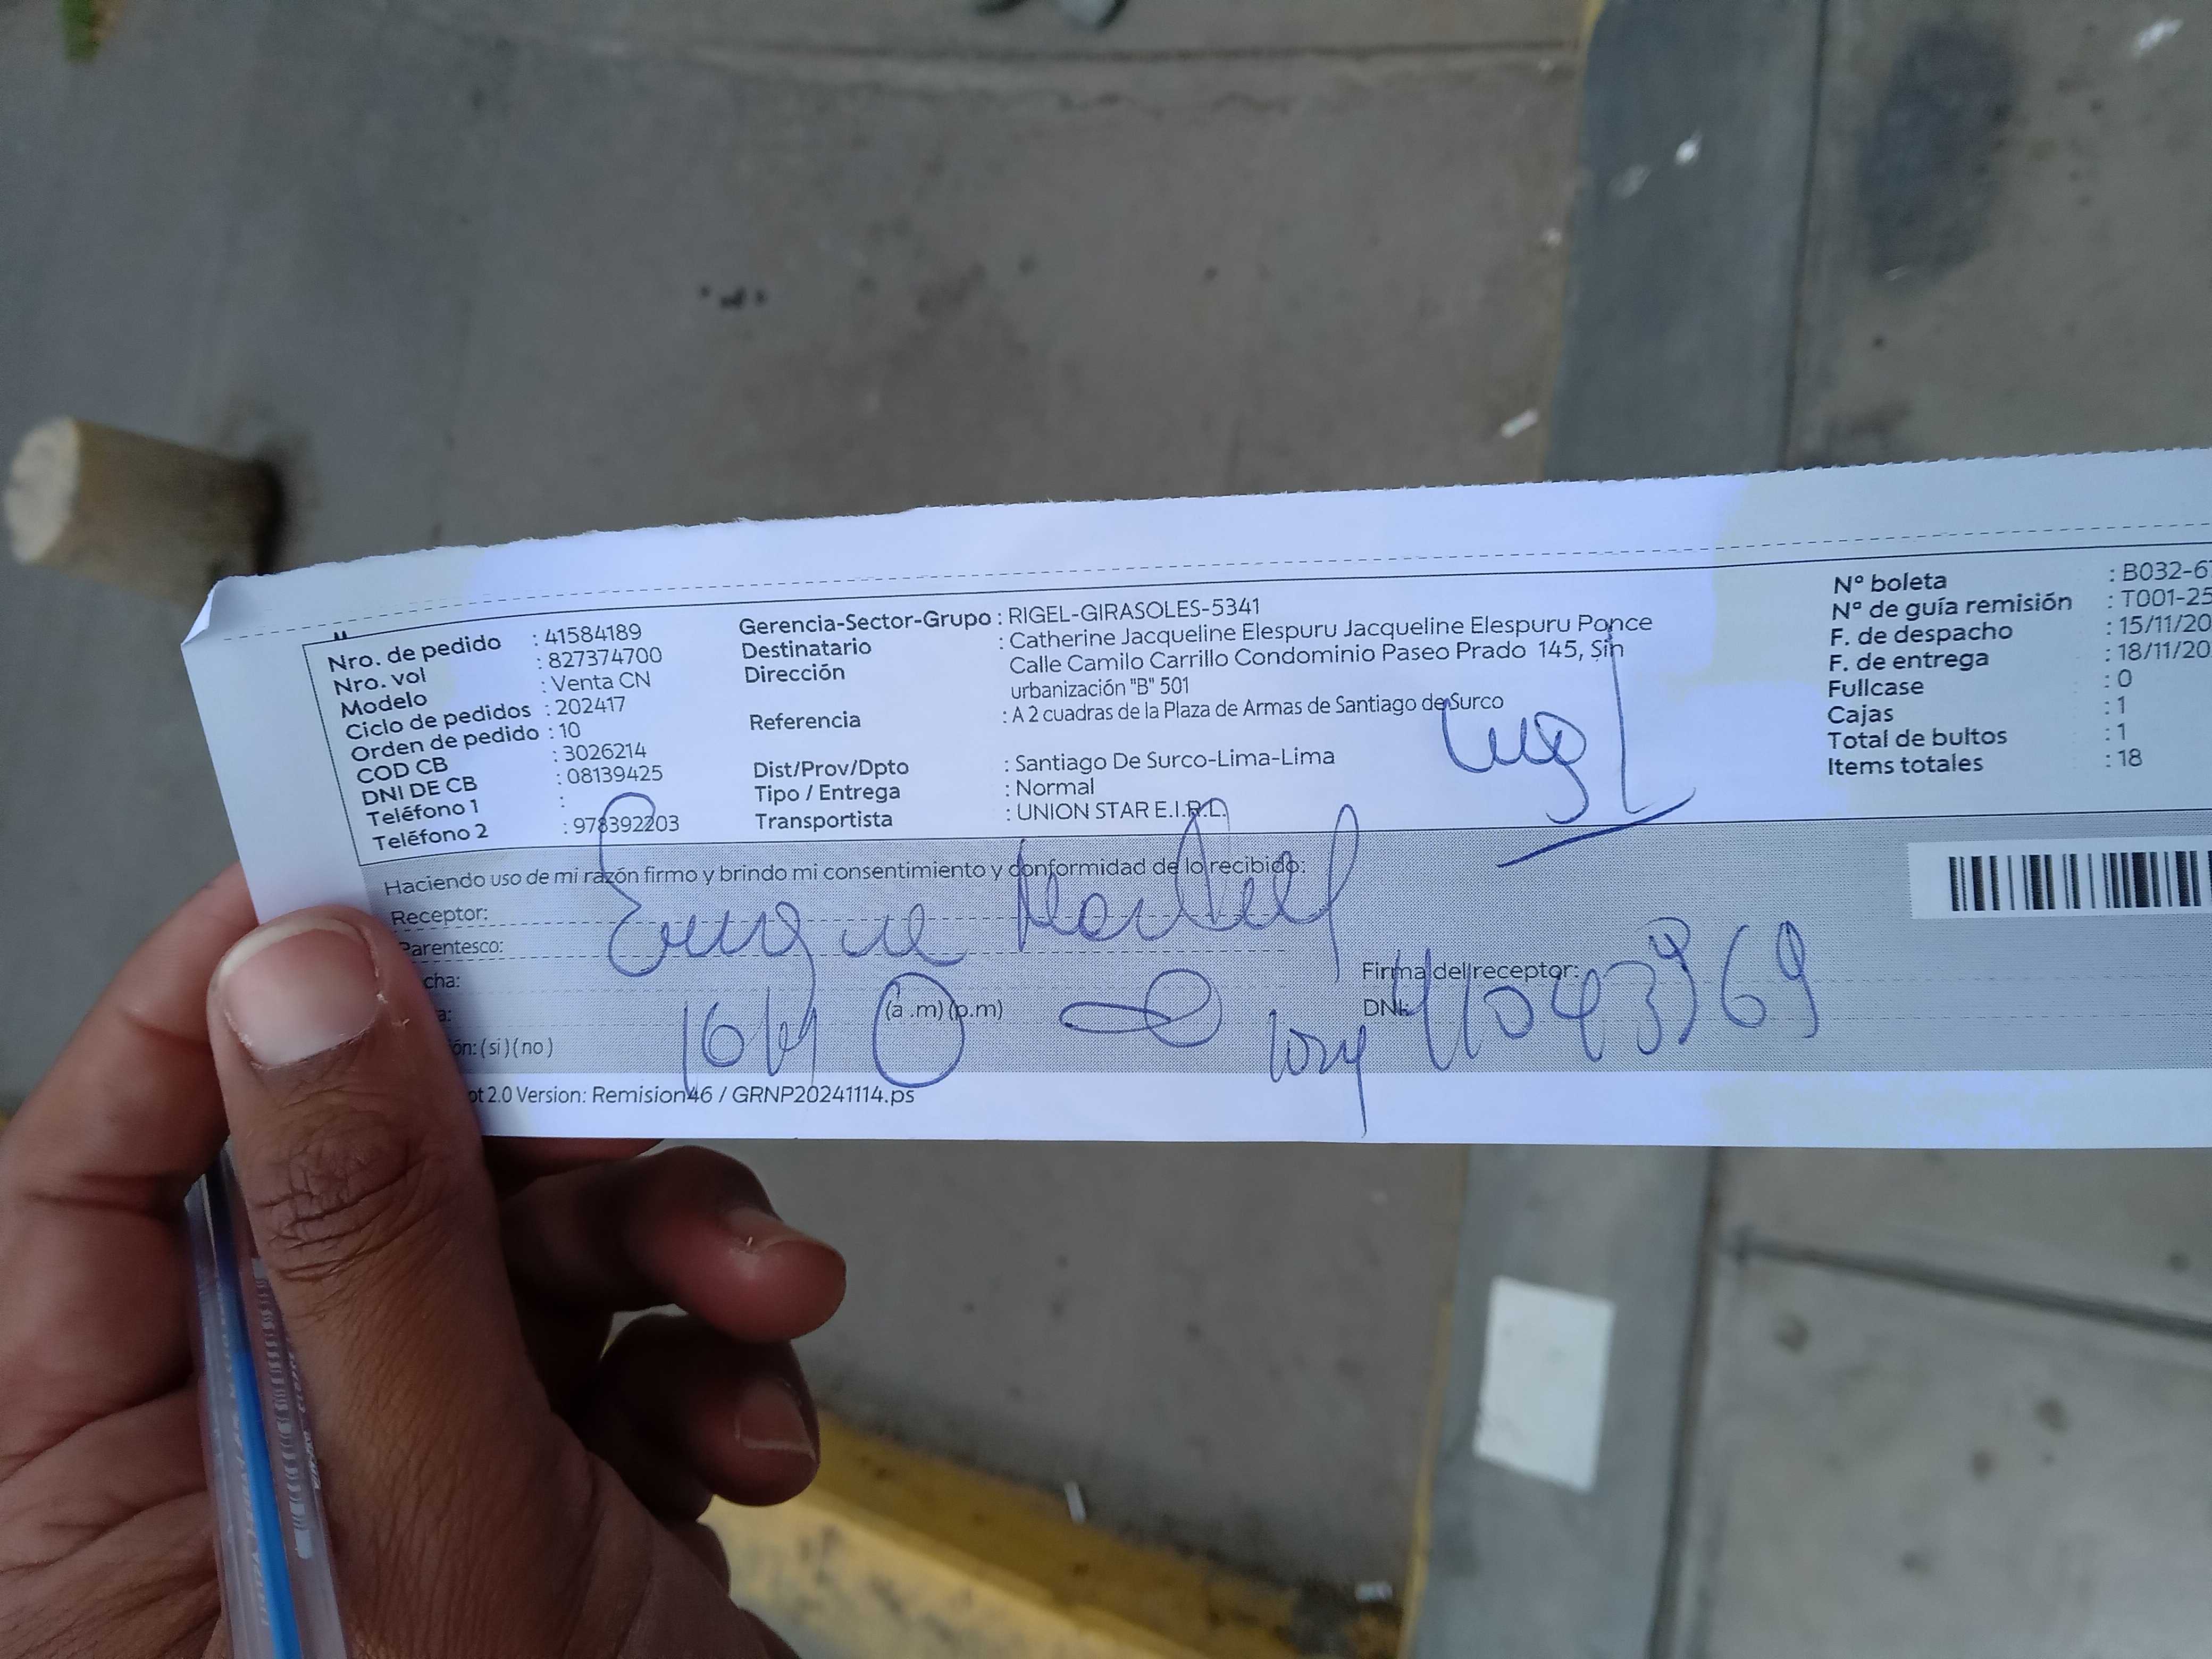 Nro. de pedido : 41584189
Nro. vol : 827374700
Modelo : Venta CN
Ciclo de pedidos : 202417
Orden de pedido : 10
COD CB : 3026214
DNI DE CB : 08139425
Teléfono 1 :
Teléfono 2 : 978392203
Gerencia-Sector-Grupo : RIGEL-GIRASOLES-5341
Destinatario : Catherine Jacqueline Elespuru Jacqueline Elespuru Ponce
Dirección Calle Camilo Carrillo Condominio Paseo Prado 145, Sin
urbanización "B" 501
Referencia : A 2 cuadras de la Plaza de Armas de Santiago de Surco
Dist/Prov/Dpto : Santiago De Surco-Lima-Lima
Tipo / Entrega : Normal
Transportista : UNION STAR E.I.R.L.
Nº boleta : B032-6
Nº de guía remisión : T001-25
F. de despacho : 15/11/20
F. de entrega : 18/11/20
Fullcase : 0
Cajas : 1
Total de bultos : 1
Items totales : 18
Haciendo uso de mi razón firmo y brindo mi consentimiento y conformidad de lo recibido:
Receptor: Enrique
Parentesco:
cha:
a: (a .m) (p.m)
Firma del receptor:
DNI:
ón: (si) (no)
pt 2.0 Version: Remision46 / GRNP20241114.ps